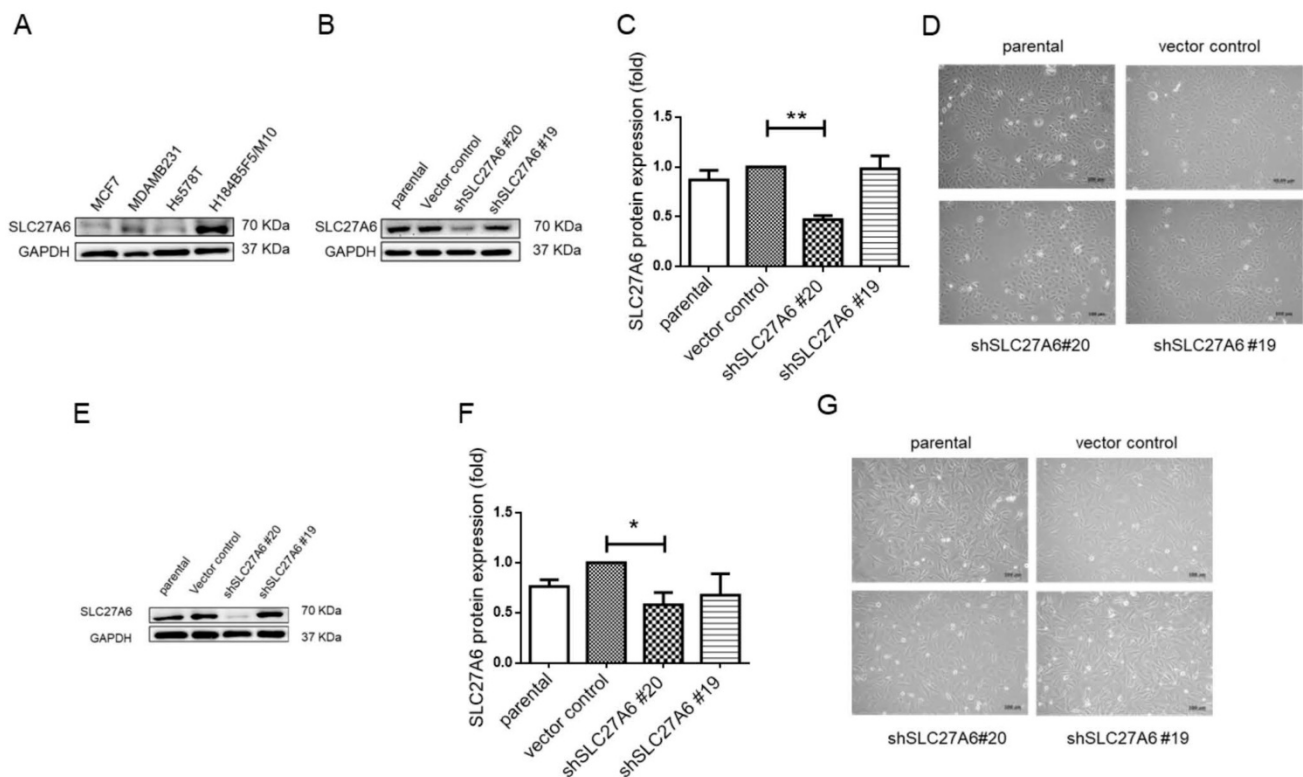 A
MCF7
MDAMB231
Hs578T
H184B5F5/M10
SLC27A6
70 KDa
GAPDH
37 KDa
B
parental
Vector control
shSLC27A6 #20
shSLC27A6 #19
SLC27A6
70 KDa
GAPDH
37 KDa
C
SLC27A6 protein expression (fold)
1.5
1.0
0.5
0.0
**
parental
vector control
shSLC27A6 #20
shSLC27A6 #19
D
parental
vector control
shSLC27A6#20
shSLC27A6 #19
E
parental
Vector control
shSLC27A6 #20
shSLC27A6 #19
SLC27A6
70 KDa
GAPDH
37 KDa
F
SLC27A6 protein expression (fold)
1.5
1.0
0.5
0.0
*
parental
vector control
shSLC27A6 #20
shSLC27A6 #19
G
parental
vector control
shSLC27A6#20
shSLC27A6 #19